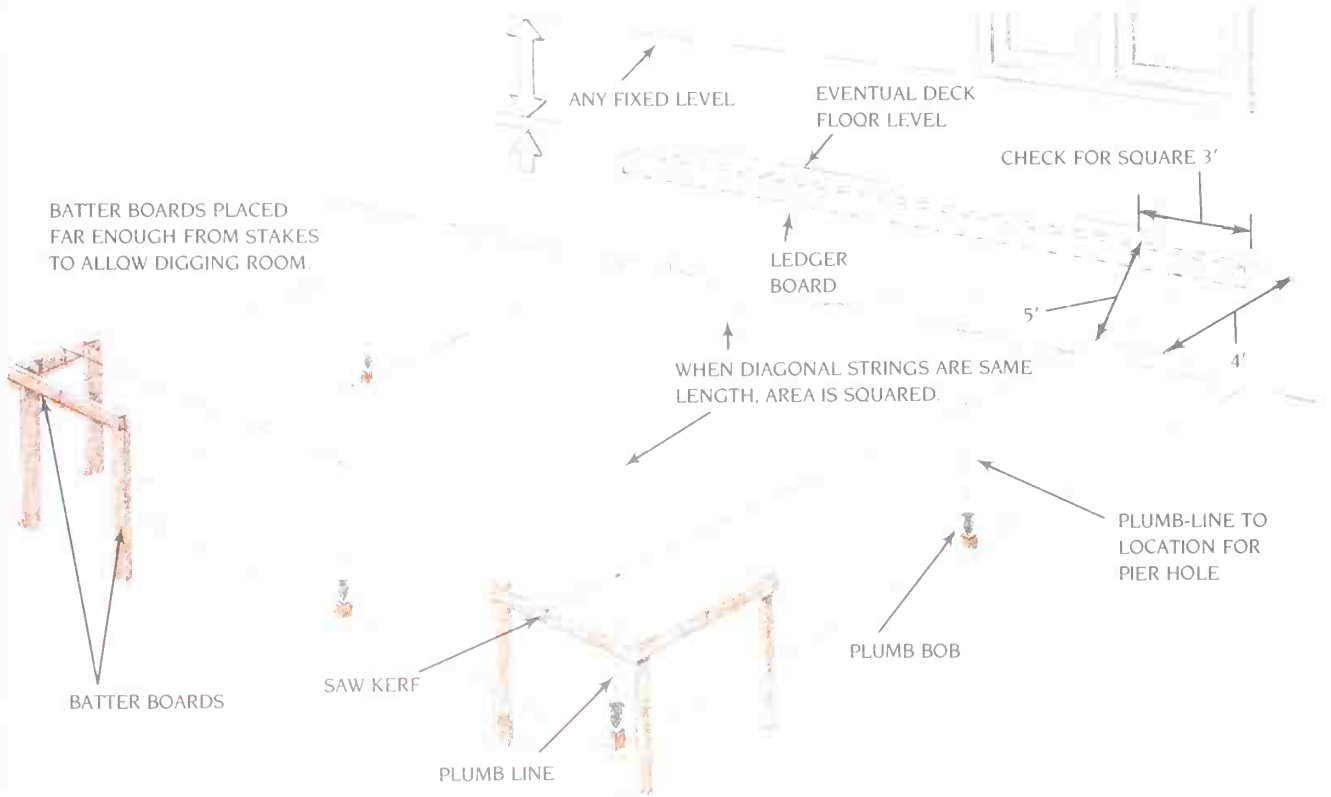 ANY FIXED LEVEL
EVENTUAL DECK
FLOOR LEVEL
CHECK FOR SQUARE 3'
BATTER BOARDS PLACED
FAR ENOUGH FROM STAKES
TO ALLOW DIGGING ROOM.
LEDGER
BOARD
5'
4'
WHEN DIAGONAL STRINGS ARE SAME
LENGTH, AREA IS SQUARED.
PLUMB-LINE TO
LOCATION FOR
PIER HOLE
PLUMB BOB
SAW KERF
BATTER BOARDS
PLUMB LINE